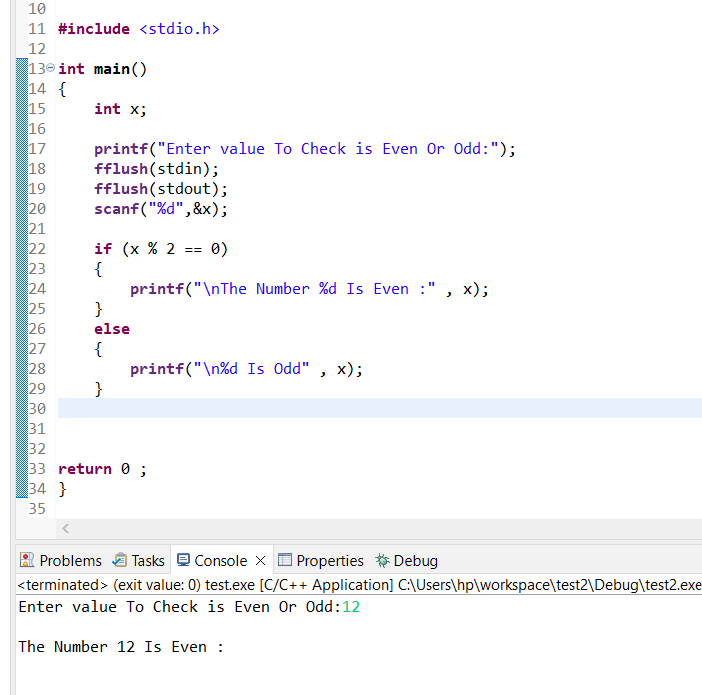 10
11 #include <stdio.h>
12
13 int main()
14 {
15     int x;
16
17     printf("Enter value To Check is Even Or Odd:");
18     fflush(stdin);
19     fflush(stdout);
20     scanf("%d",&x);
21
22     if (x % 2 == 0)
23     {
24         printf("\nThe Number %d Is Even :" , x);
25     }
26     else
27     {
28         printf("\n%d Is Odd" , x);
29     }
30
31
32
33 return 0 ;
34 }
35
Problems Tasks Console Properties Debug
<terminated> (exit value: 0) test.exe [C/C++ Application] C:\Users\hp\workspace\test2\Debug\test2.exe
Enter value To Check is Even Or Odd:12
The Number 12 Is Even :